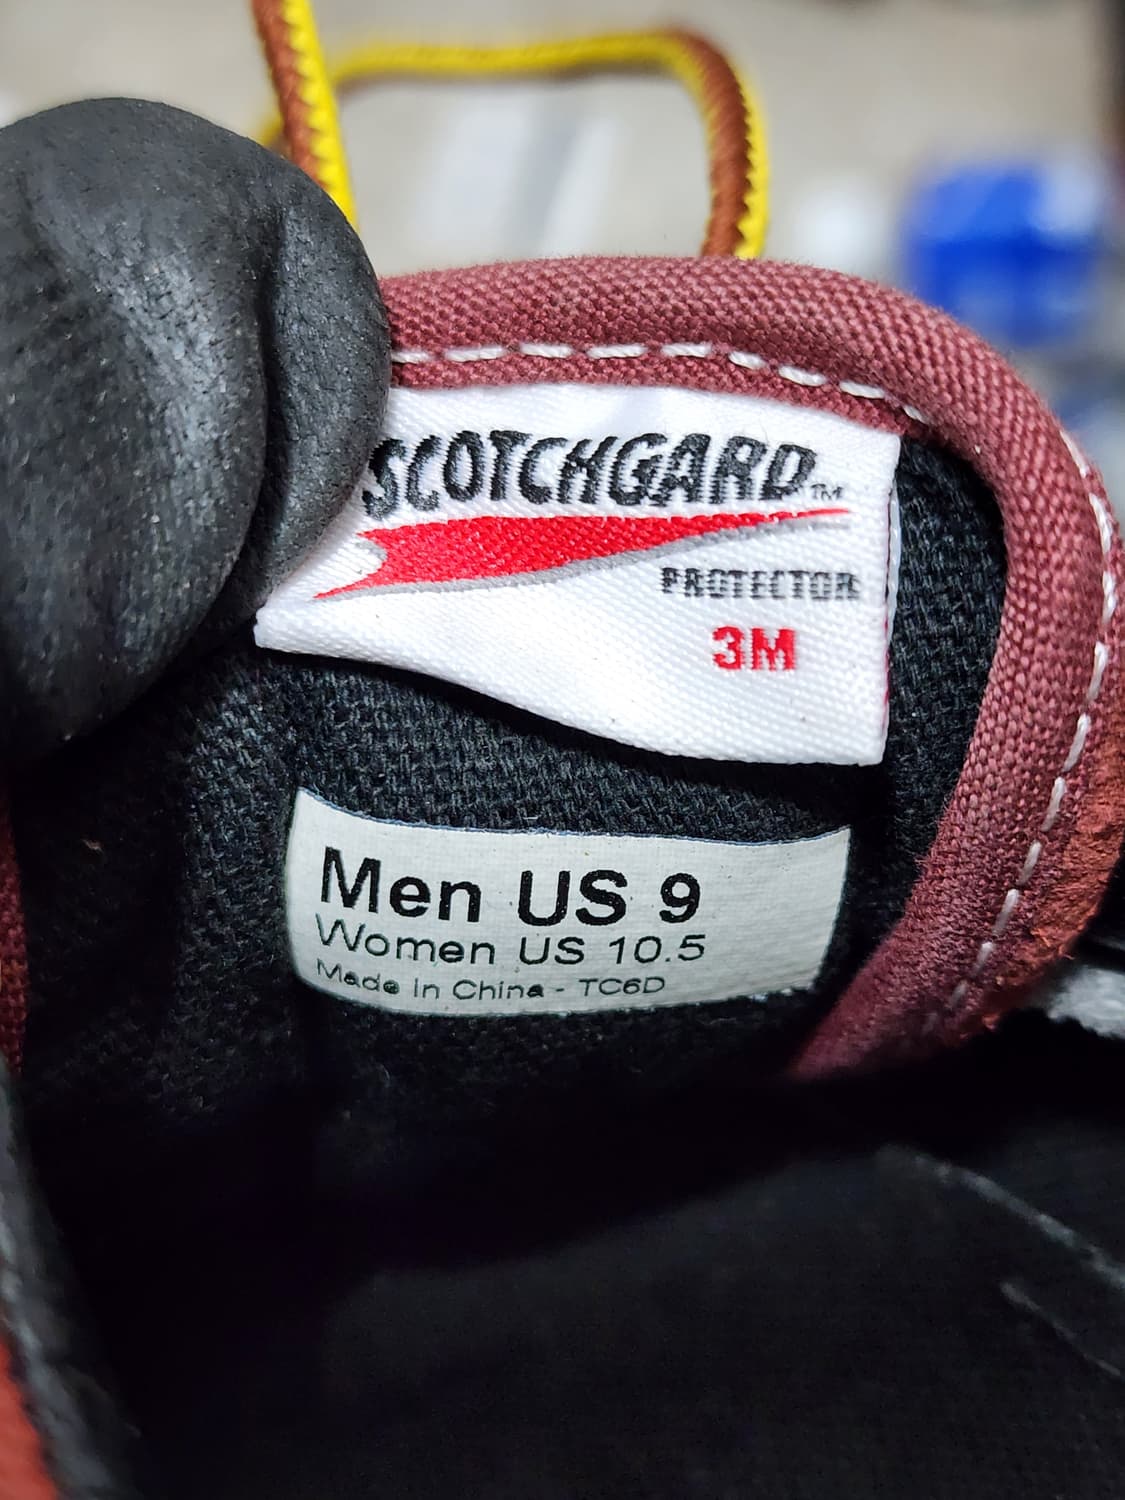 SCOTCHGARD™
PROTECTOR
3M
Men US 9
Women US 10.5
Made in China - TC6D